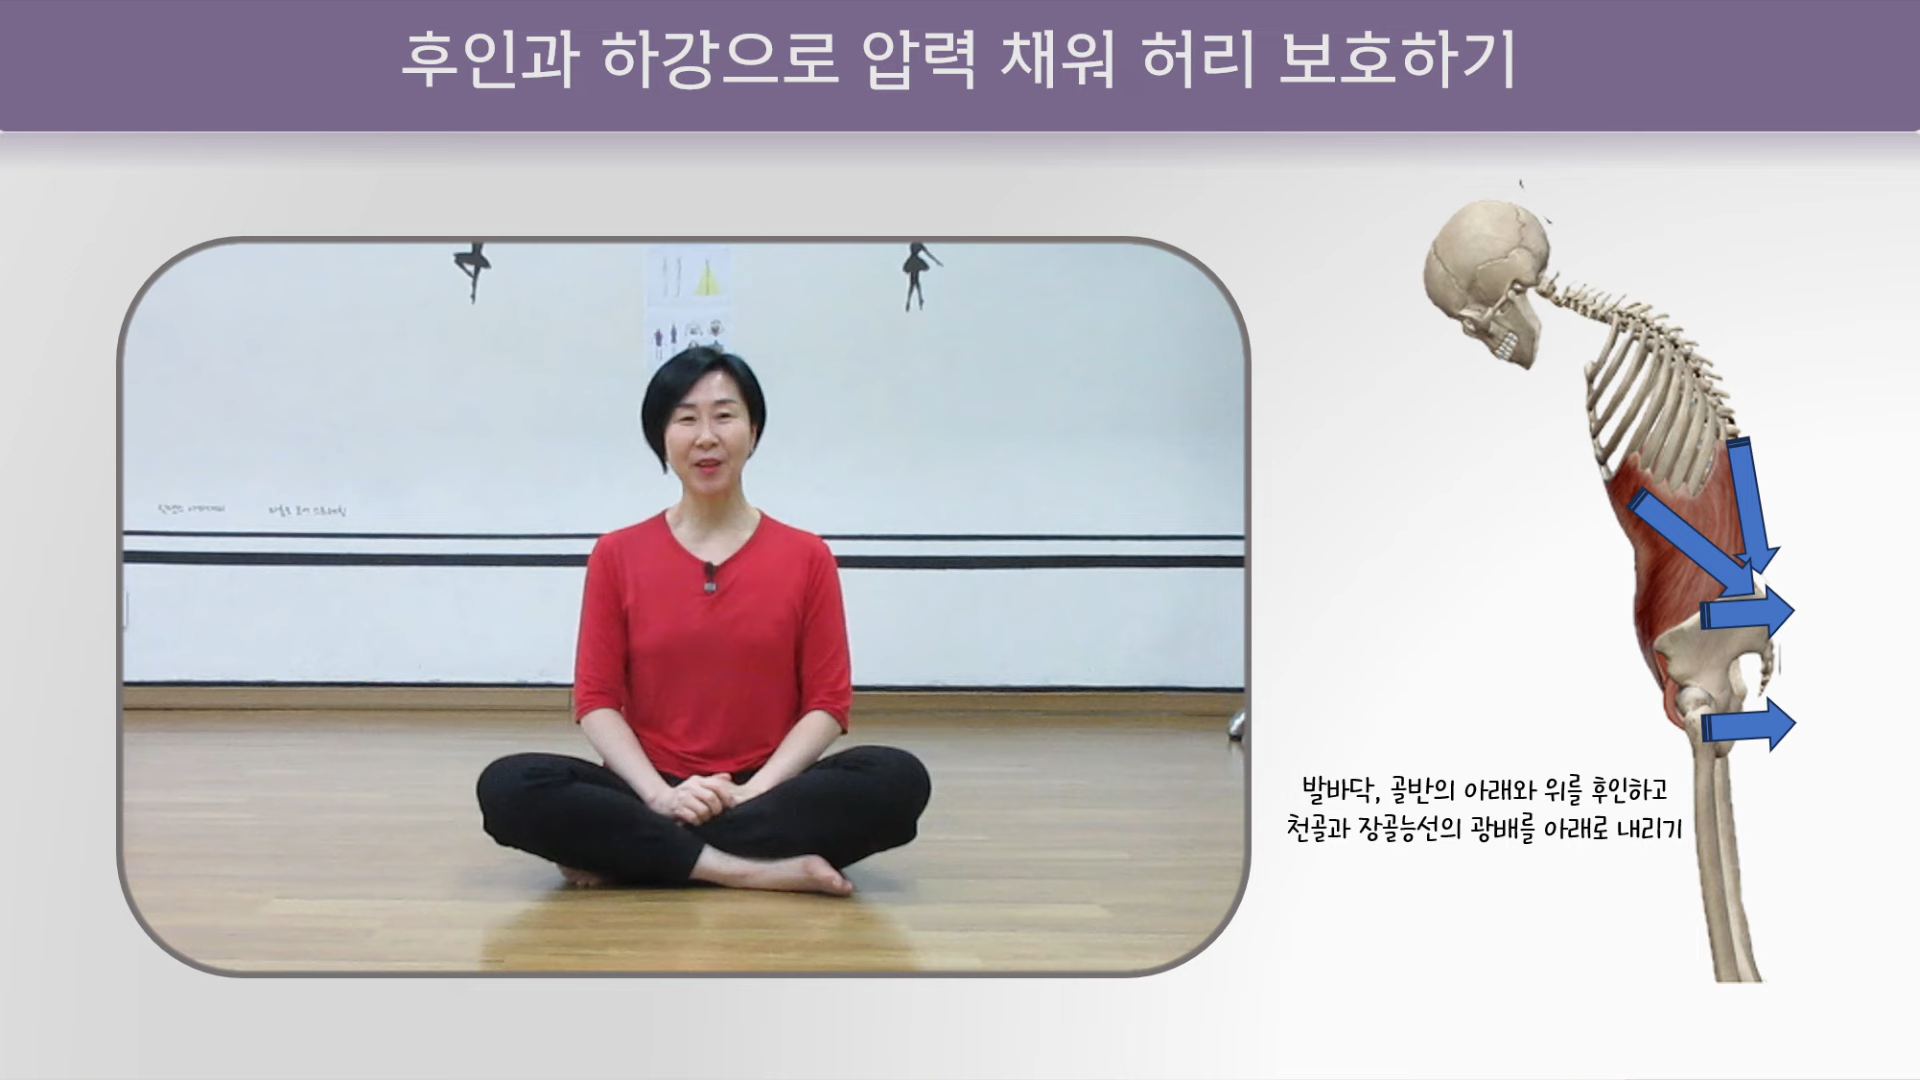 후인과 하강으로 압력 채워 허리 보호하기
발바닥, 골반의 아래와 위를 후인하고
천골과 장골능선의 광배를 아래로 내리기